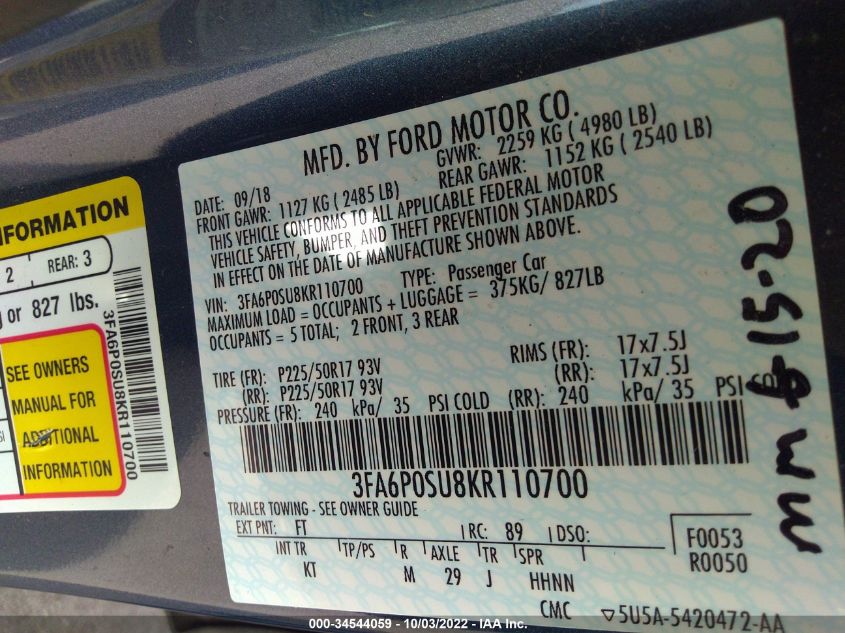 MFD. BY FORD MOTOR CO.
DATE: 09/18 GVWR: 2259 KG ( 4980 LB)
FRONT GAWR: 1127 KG ( 2485 LB) REAR GAWR: 1152 KG ( 2540 LB)
THIS VEHICLE CONFORMS TO ALL APPLICABLE FEDERAL MOTOR
VEHICLE SAFETY, BUMPER, AND THEFT PREVENTION STANDARDS
IN EFFECT ON THE DATE OF MANUFACTURE SHOWN ABOVE.
VIN: 3FA6P0SU8KR110700 TYPE: Passenger Car
MAXIMUM LOAD = OCCUPANTS + LUGGAGE = 375KG/ 827LB
OCCUPANTS = 5 TOTAL; 2 FRONT, 3 REAR
TIRE (FR): P225/50R17 93V RIMS (FR): 17x7.5J
(RR): P225/50R17 93V (RR): 17x7.5J
PRESSURE (FR): 240 kPa/ 35 PSI COLD (RR): 240 kPa/ 35 PSI
3FA6P0SU8KR110700
TRAILER TOWING - SEE OWNER GUIDE
EXT PNT: FT RC: 89 DSO: F0053
INT TR TP/PS R AXLE TR SPR R0050
KT M 29 J HHNN
CMC ▽5U5A-5420472-AA
15-20
INFORMATION
2 REAR: 3
or 827 lbs.
SEE OWNERS
MANUAL FOR
ADDITIONAL
INFORMATION
3FA6P0SU8KR110700
000-34544059 - 10/03/2022 - IAA Inc.